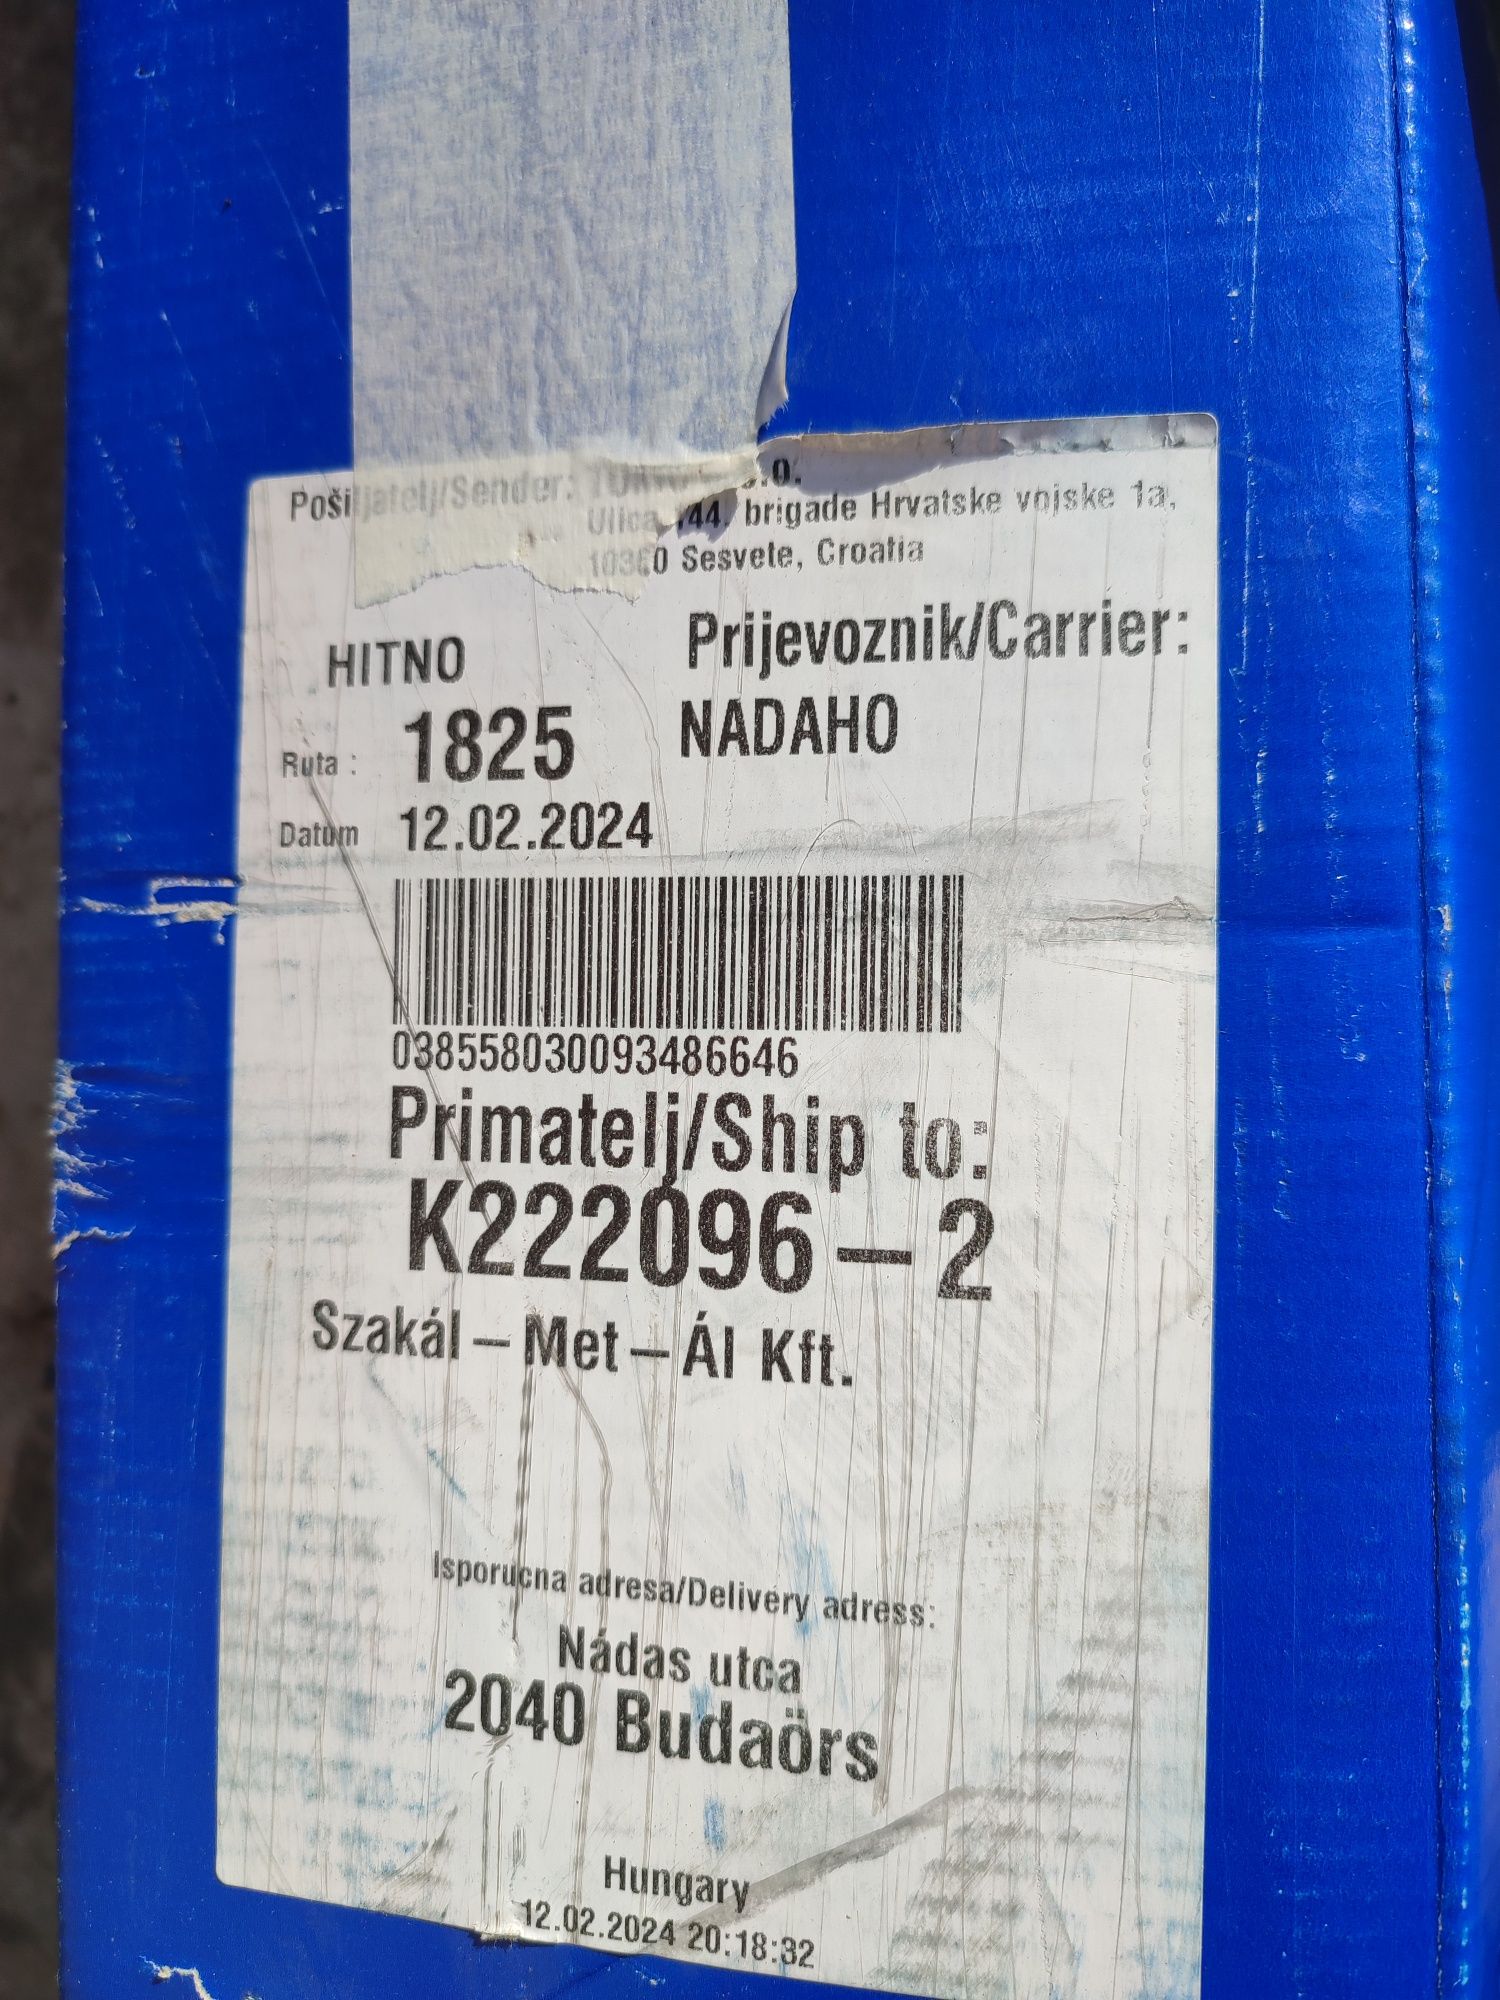 Pošiljatelj/Sender: .o.
Ulica 144. brigade Hrvatske vojske 1a,
10360 Sesvete, Croatia
HITNO
Prijevoznik/Carrier:
Ruta : 1825
NADAHO
Datum 12.02.2024
038558030093486646
Primatelj/Ship to:
K222096-2
Szakál-Met-Ál Kft.
Isporucna adresa/Delivery adress:
Nádas utca
2040 Budaörs
Hungary
12.02.2024 20:18:32